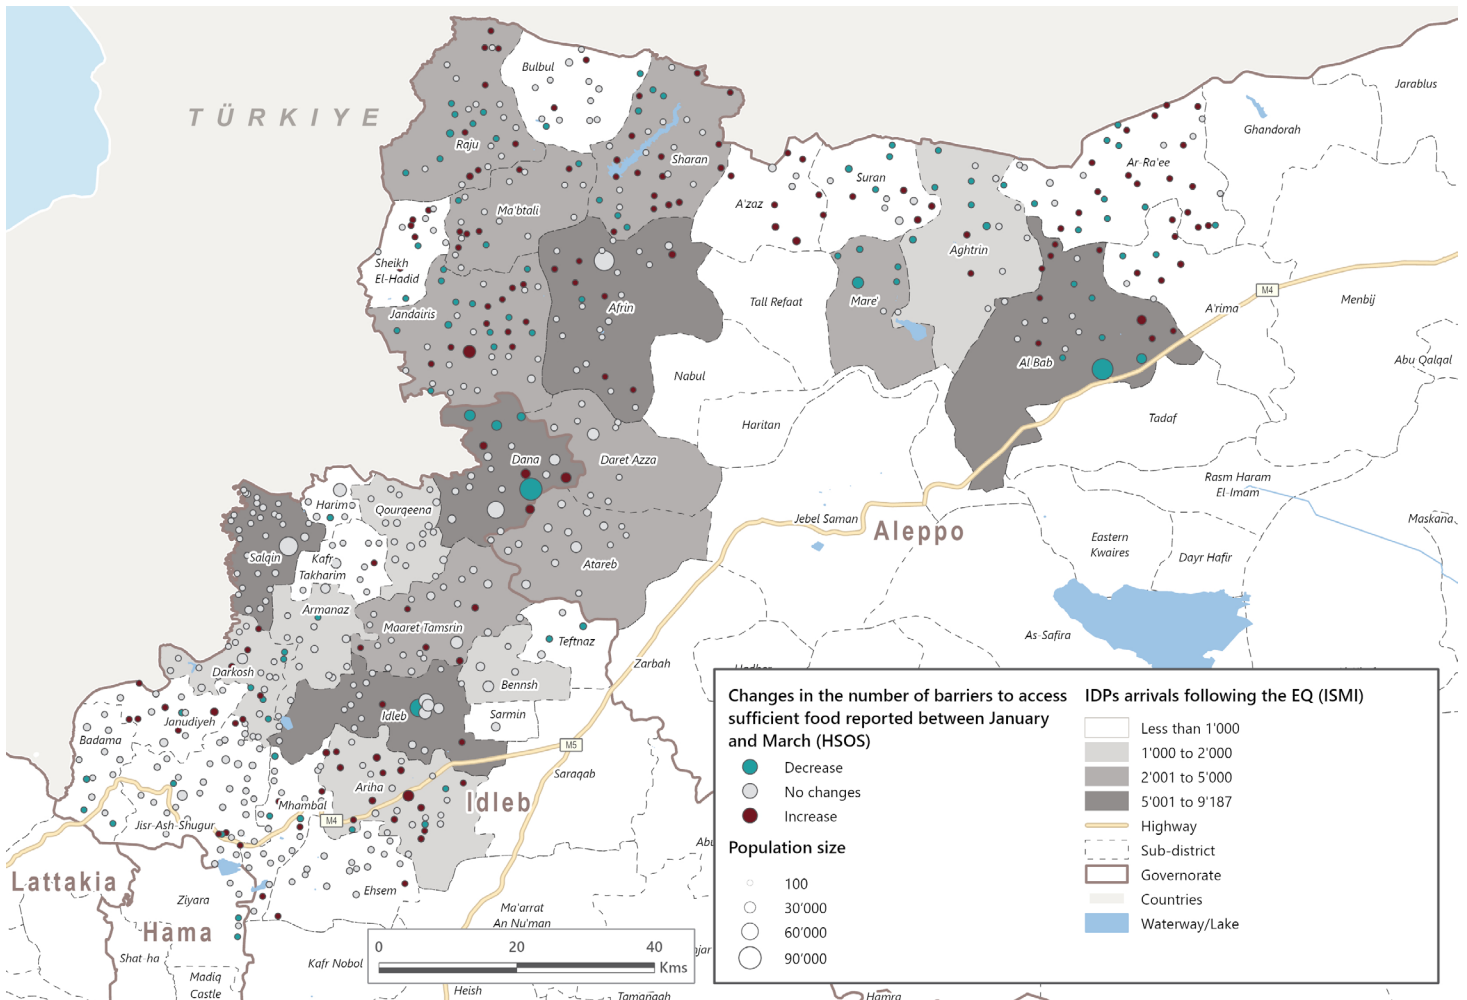 Bulbul
Jarablus
TÜRKIYE
Ghandorah
Raju
Sharan
Ar-Ra'ee
Suran
Ma'btali
A'zaz
Aghtrin
Sheikh
El-Hadid
Jandairis
Afrin
Tall Refaat
Mare'
M4
A'rima
Menbij
Al Bab
Abu Qalqal
Nabul
Haritan
Tadaf
Dana
Daret Azza
Rasm Haram
El-Imam
Harim
Qourqeena
Jebel Saman
Aleppo
Maskana
Salqin
Kafr
Takharim
Atareb
Eastern
Kwaires
Dayr Hafir
Armanaz
Maaret Tamsrin
Teftnaz
As-Safira
Zarbah
Darkosh
Bennsh
Idleb
Sarmin
Janudiyeh
Badama
M5
Saraqab
Ariha
Idleb
Mhambal
M4
Jisr-Ash-Shugur
Abu
Lattakia
Ziyara
Ehsem
Ma'arrat
An Nu'man
Hama
Shat-ha
Kafr Nobol
Madiq
Castle
Heish
Tamanaah
Hamra
Changes in the number of barriers to access
sufficient food reported between January
and March (HSOS)
Decrease
No changes
Increase
Population size
100
30'000
60'000
90'000
IDPs arrivals following the EQ (ISMI)
Less than 1'000
1'000 to 2'000
2'001 to 5'000
5'001 to 9'187
Highway
Sub-district
Governorate
Countries
Waterway/Lake
0 20 40
Kms